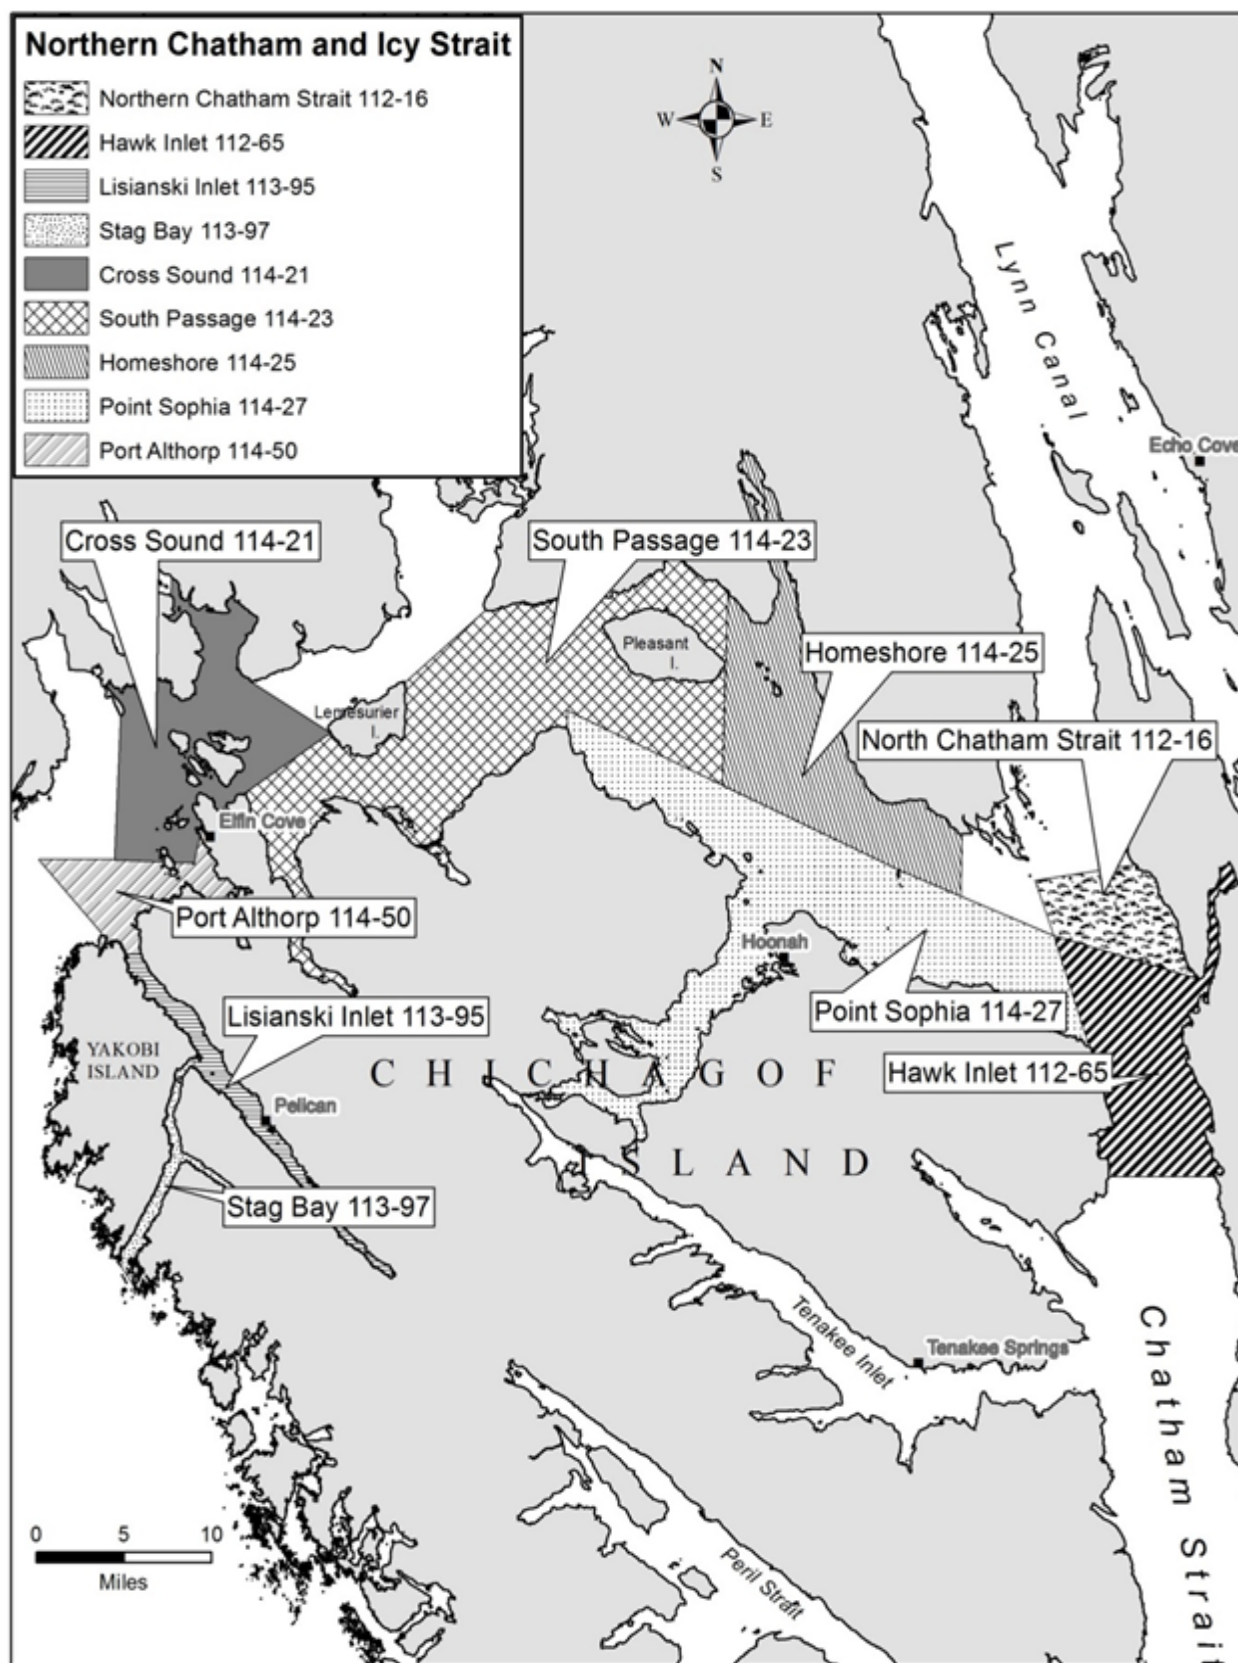 Northern Chatham and Icy Strait
Northern Chatham Strait 112-16
Hawk Inlet 112-65
Lisianski Inlet 113-95
Stag Bay 113-97
Cross Sound 114-21
South Passage 114-23
Homeshore 114-25
Point Sophia 114-27
Port Althorp 114-50
N
W E
S
Lynn Canal
Echo Cove
Cross Sound 114-21
South Passage 114-23
Pleasant
I.
Homeshore 114-25
Lemesurier
I.
North Chatham Strait 112-16
Elfin Cove
Port Althorp 114-50
Hoonah
Point Sophia 114-27
Lisianski Inlet 113-95
YAKOBI
ISLAND
CHICHAGOF
ISLAND
Hawk Inlet 112-65
Pelican
Stag Bay 113-97
Tenakee Inlet
Tenakee Springs
Chatham Strait
Peril Strait
0 5 10
Miles